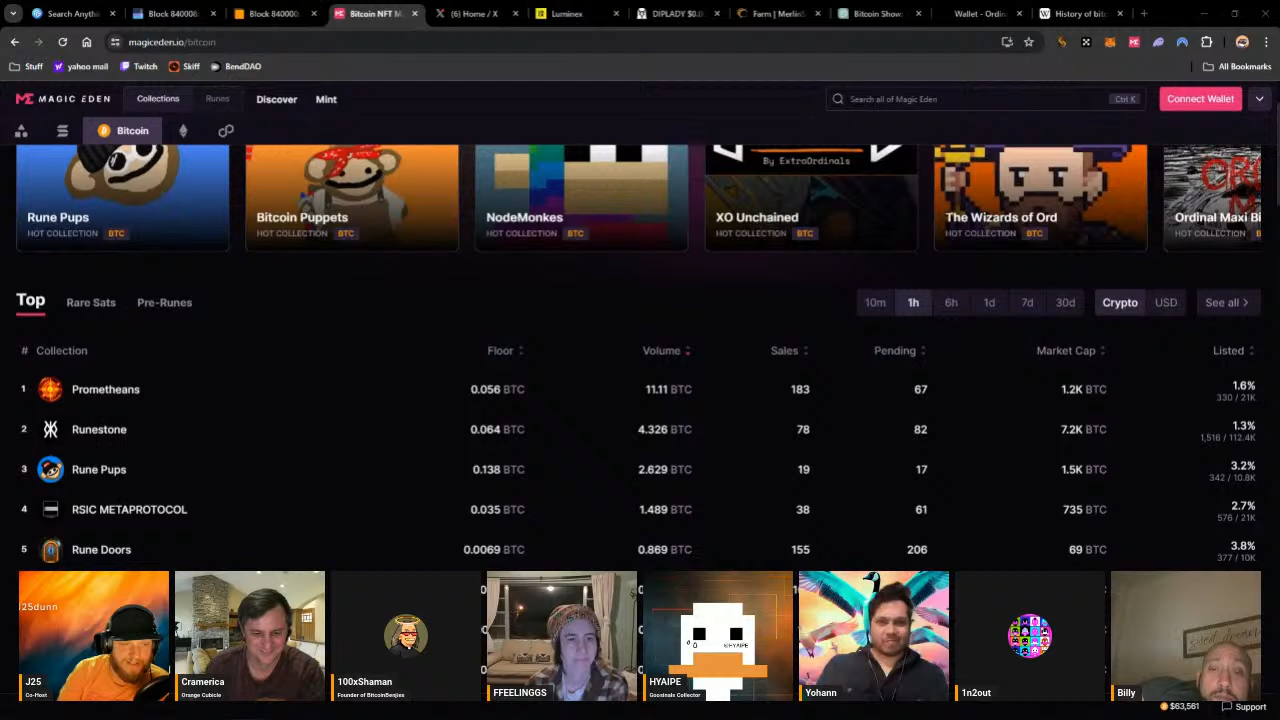 Search Anything
Block 84000
Block 84000
Bitcoin NFT M
(6) Home / X
Luminex
DIPLADY $0.
Farm | Merlin
Bitcoin Show
Wallet - Ordin
History of bit
magiceden.io/bitcoin
Stuff
yahoo mail
Twitch
Skiff
BendDAO
All Bookmarks
MAGIC EDEN
Collections
Runes
Discover
Mint
Search all of Magic Eden
Ctrl K
Connect Wallet
Bitcoin
By ExtraOrdinals
Rune Pups
HOT COLLECTION BTC
Bitcoin Puppets
HOT COLLECTION BTC
NodeMonkes
HOT COLLECTION BTC
XO Unchained
HOT COLLECTION BTC
The Wizards of Ord
HOT COLLECTION BTC
Ordinal Maxi Bi
HOT COLLECTION B
Top
Rare Sats
Pre-Runes
10m 1h 6h 1d 7d 30d
Crypto USD
See all
# Collection Floor Volume Sales Pending Market Cap Listed
1 Prometheans 0.056 BTC 11.11 BTC 183 67 1.2K BTC 1.6%
330 / 21K
2 Runestone 0.064 BTC 4.326 BTC 78 82 7.2K BTC 1.3%
1,516 / 112.4K
3 Rune Pups 0.138 BTC 2.629 BTC 19 17 1.5K BTC 3.2%
342 / 10.8K
4 RSIC METAPROTOCOL 0.035 BTC 1.489 BTC 38 61 735 BTC 2.7%
576 / 21K
5 Rune Doors 0.0069 BTC 0.869 BTC 155 206 69 BTC 3.8%
377 / 10K
J25dunn
J25
Co-Host
Cramerica
Orange Cubicle
100xShaman
Founder of BitcoinBenjies
FFEELINGGS
@HYAIPE
HYAIPE
Goosinals Collector
Yohann
1n2out
Billy
$63,561
Support